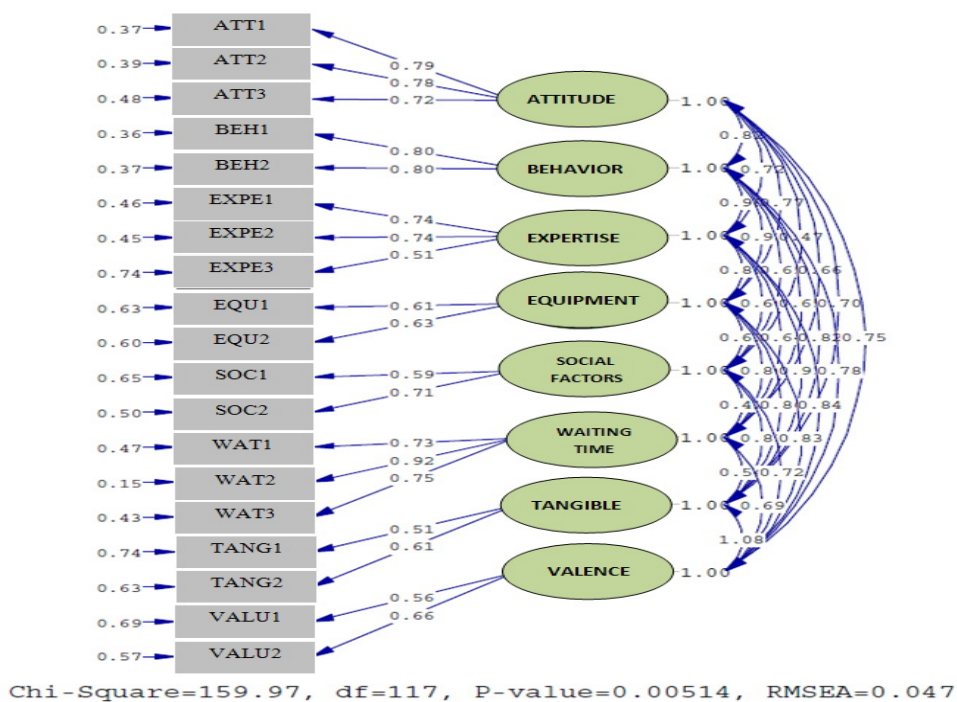 0.37 ATT1
0.39 ATT2
0.79
0.78
0.48 ATT3 0.72 ATTITUDE 1.00
0.36 BEH1
0.80
0.37 BEH2 0.80 BEHAVIOR 1.00 0.72
0.46 EXPE1 0.77
0.74
0.45 EXPE2 0.74 EXPERTISE 1.00 0.47
0.51
0.74 EXPE3 0.66
0.63 EQU1 0.61 EQUIPMENT 1.00 0.70
0.63
0.60 EQU2 0.82 0.75
0.65 SOC1 0.59 SOCIAL
FACTORS 1.00 0.78
0.71
0.50 SOC2 0.84
0.47 WAT1 0.73 WAITING
TIME 1.00 0.83
0.92
0.15 WAT2 0.75 0.72
0.43 WAT3 TANGIBLE 1.00 0.69
0.51
0.74 TANG1 0.61 1.08
0.63 TANG2 VALENCE 1.00
0.56
0.69 VALU1 0.66
0.57 VALU2
Chi-Square=159.97, df=117, P-value=0.00514, RMSEA=0.047